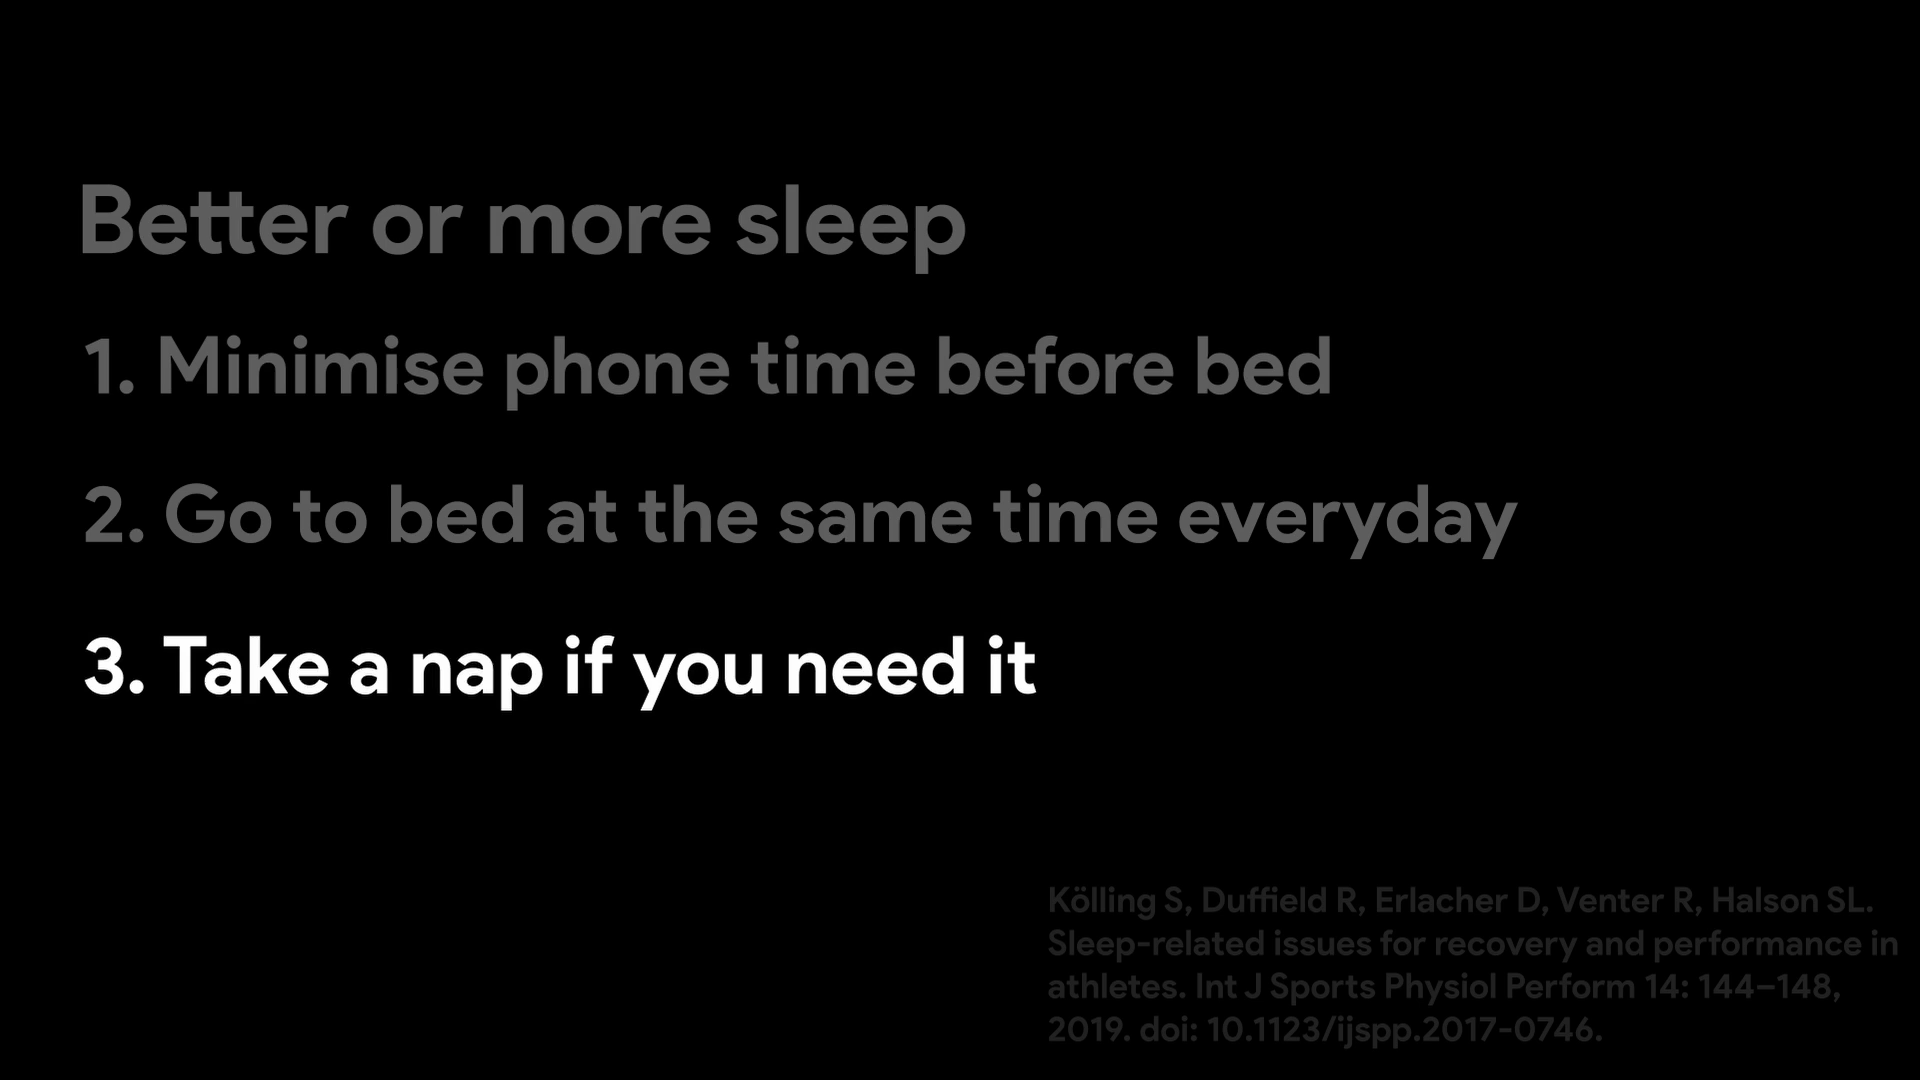 Better or more sleep
1. Minimise phone time before bed
2. Go to bed at the same time everyday
3. Take a nap if you need it
Kölling S, Duffield R, Erlacher D, Venter R, Halson SL.
Sleep-related issues for recovery and performance in
athletes. Int J Sports Physiol Perform 14: 144–148,
2019. doi: 10.1123/ijspp.2017-0746.